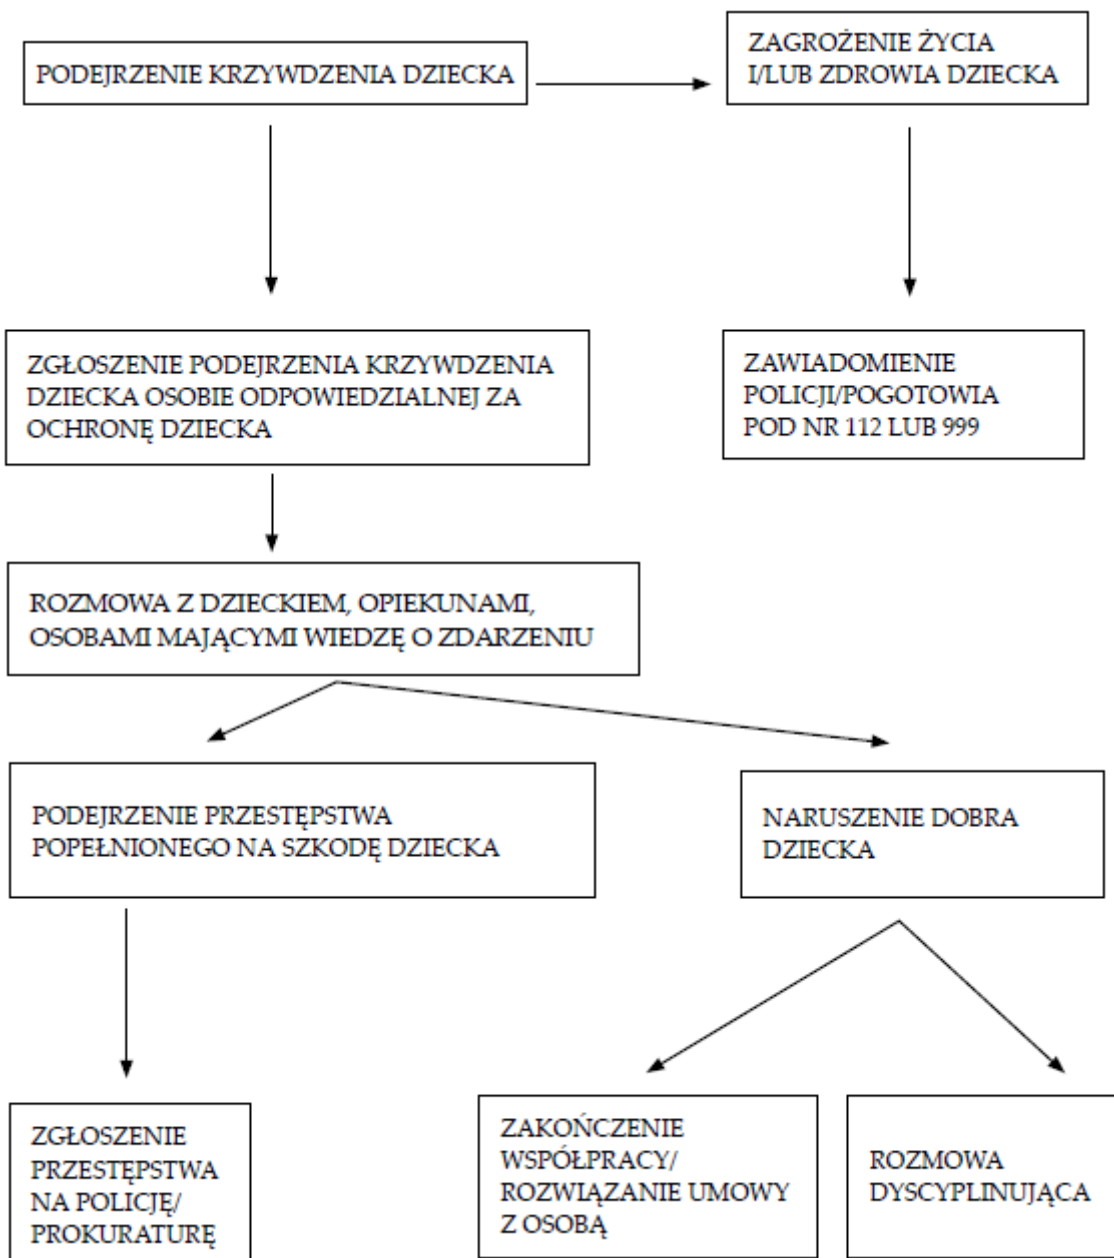 PODEJRZENIE KRZYWDZENIA DZIECKA
ZAGROŻENIE ŻYCIA
I/LUB ZDROWIA DZIECKA
ZGŁOSZENIE PODEJRZENIA KRZYWDZENIA
DZIECKA OSOBIE ODPOWIEDZIALNEJ ZA
OCHRONĘ DZIECKA
ZAWIADOMIENIE
POLICJI/POGOTOWIA
POD NR 112 LUB 999
ROZMOWA Z DZIECKIEM, OPIEKUNAMI,
OSOBAMI MAJĄCYMI WIEDZĘ O ZDARZENIU
PODEJRZENIE PRZESTĘPSTWA
POPEŁNIONEGO NA SZKODĘ DZIECKA
NARUSZENIE DOBRA
DZIECKA
ZGŁOSZENIE
PRZESTĘPSTWA
NA POLICJĘ/
PROKURATURĘ
ZAKOŃCZENIE
WSPÓŁPRACY/
ROZWIĄZANIE UMOWY
Z OSOBĄ
ROZMOWA
DYSCYPLINUJĄCA